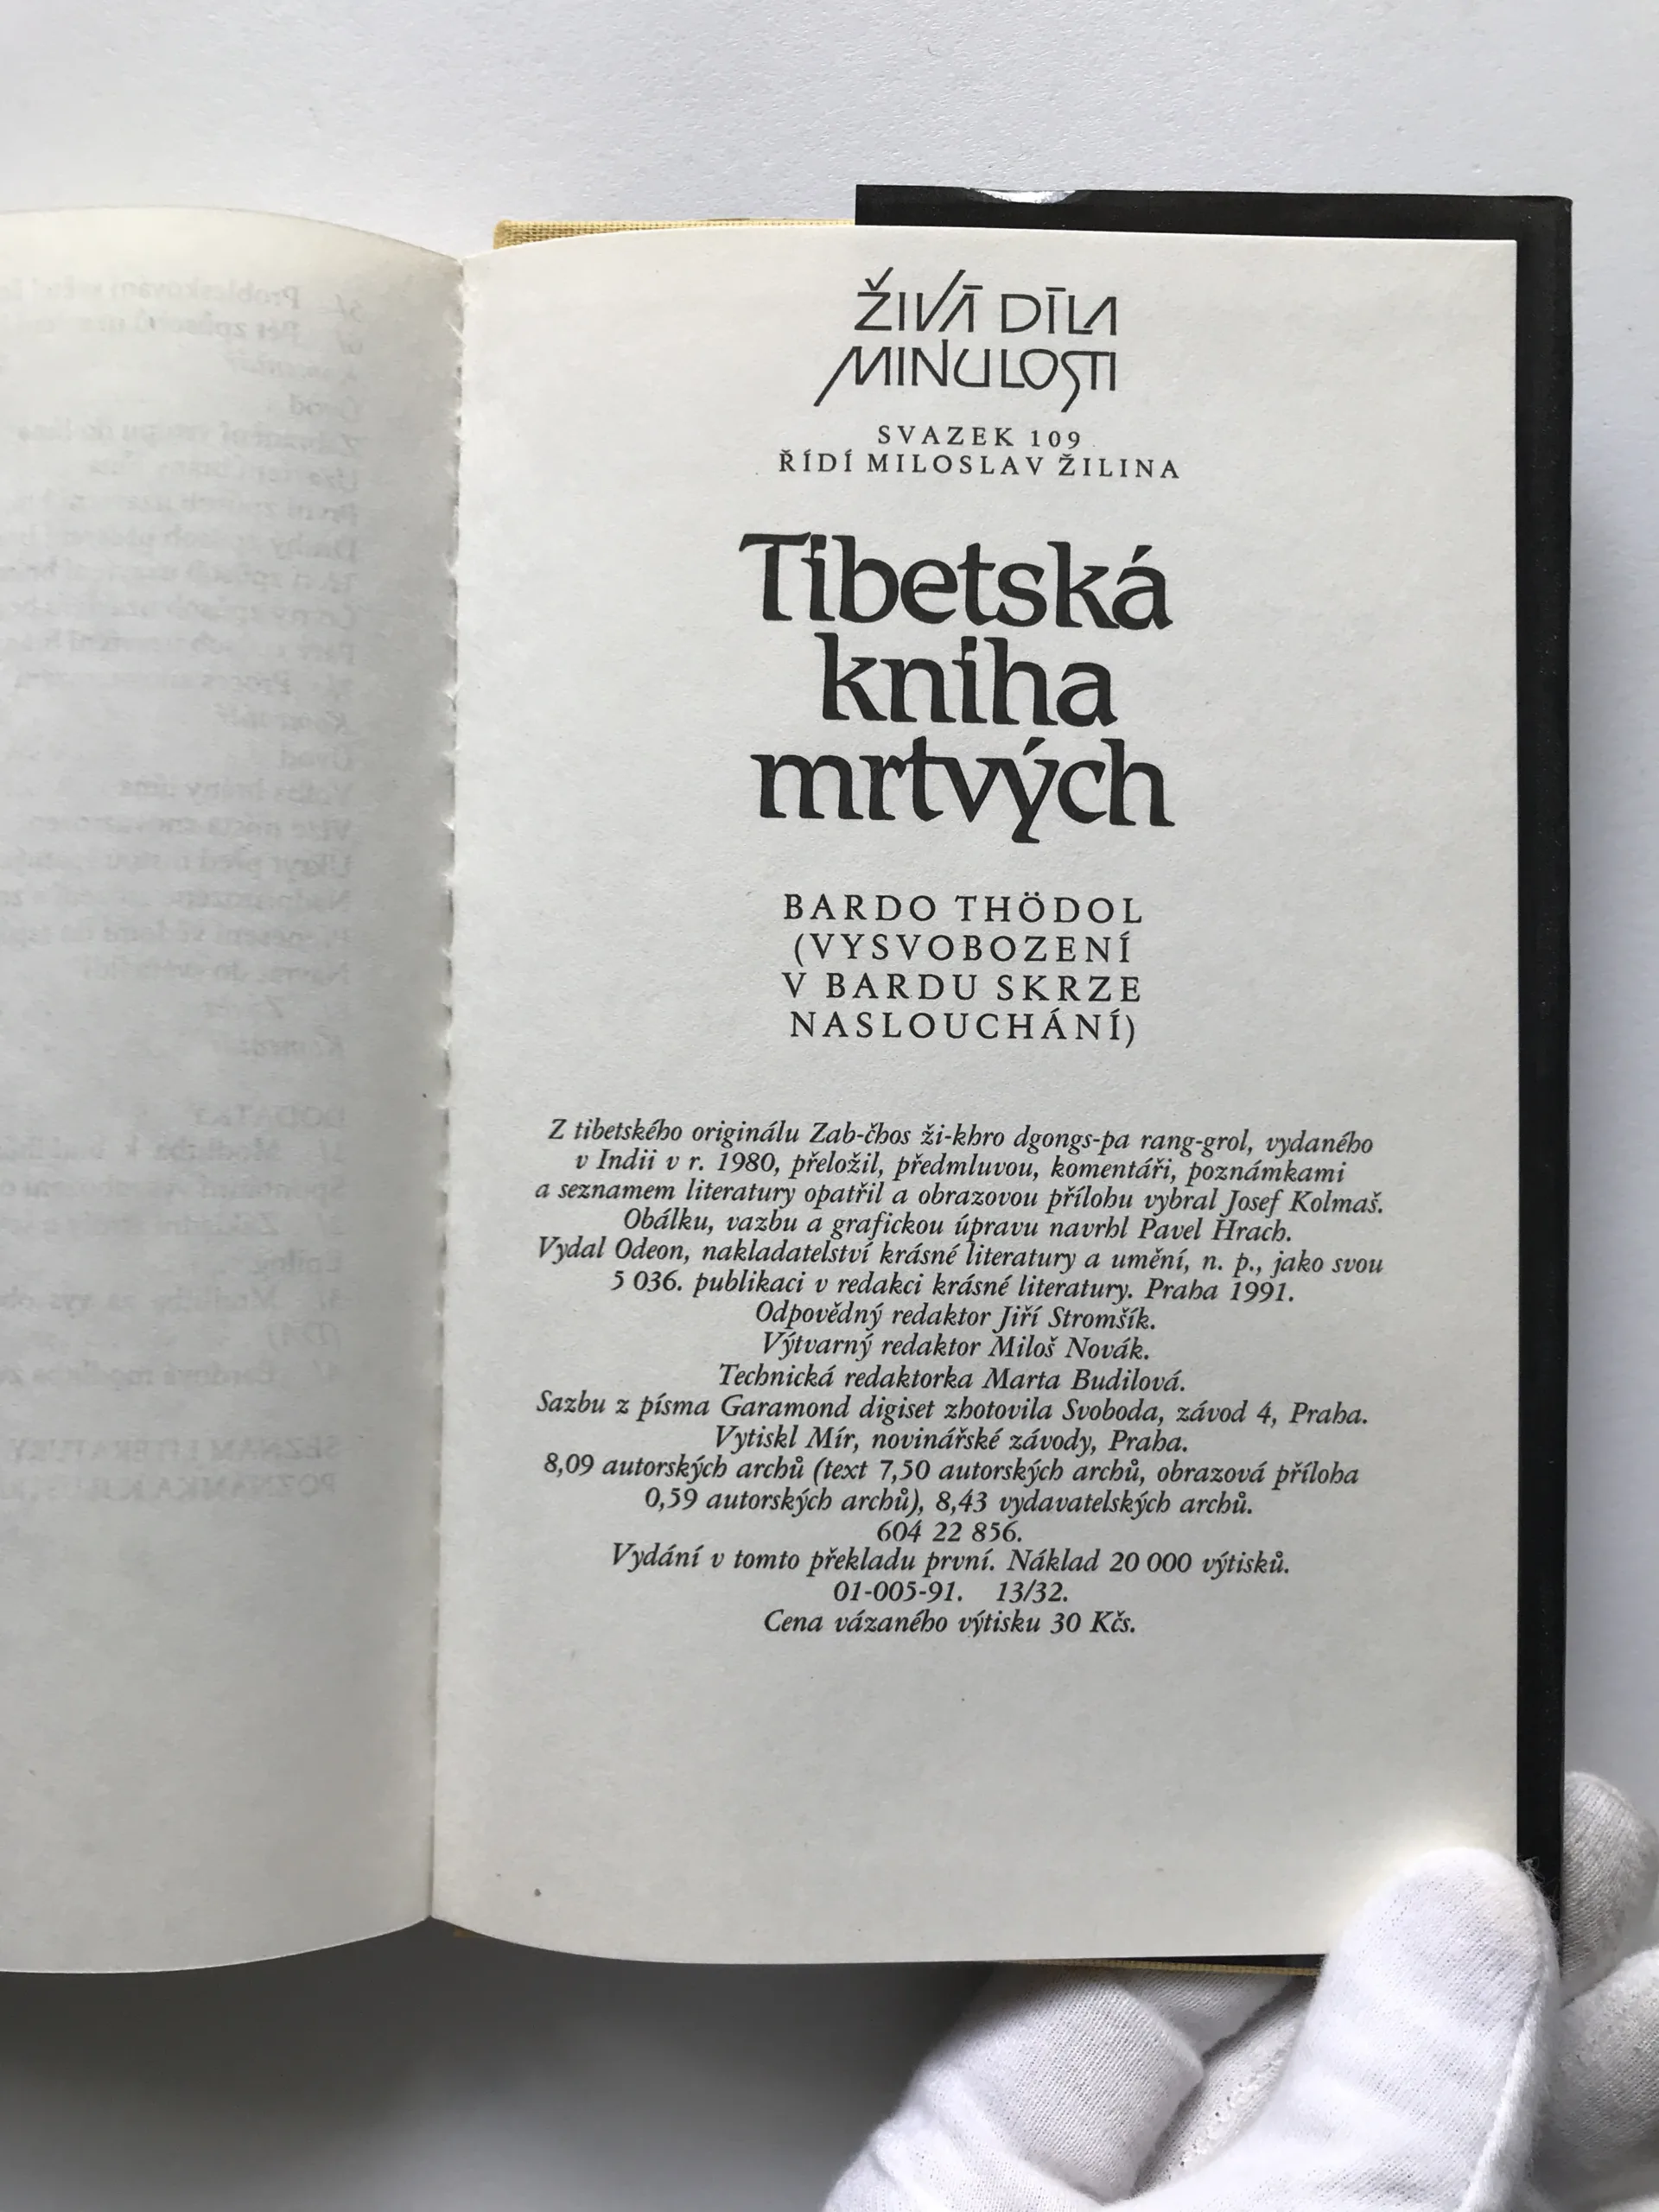 ŽIVÁ DÍLA
MINULOSTI
SVAZEK 109
ŘÍDÍ MILOSLAV ŽILINA
Tibetská
kniha
mrtvých
BARDO THÖDOL
(VYSVOBOZENÍ
V BARDU SKRZE
NASLOUCHÁNÍ)
Z tibetského originálu Zab-čhos ži-khro dgongs-pa rang-grol, vydaného
v Indii v r. 1980, přeložil, předmluvou, komentáři, poznámkami
a seznamem literatury opatřil a obrazovou přílohu vybral Josef Kolmaš.
Obálku, vazbu a grafickou úpravu navrhl Pavel Hrach.
Vydal Odeon, nakladatelství krásné literatury a umění, n. p., jako svou
5 036. publikaci v redakci krásné literatury. Praha 1991.
Odpovědný redaktor Jiří Stromšík.
Výtvarný redaktor Miloš Novák.
Technická redaktorka Marta Budilová.
Sazbu z písma Garamond digiset zhotovila Svoboda, závod 4, Praha.
Vytiskl Mír, novinářské závody, Praha.
8,09 autorských archů (text 7,50 autorských archů, obrazová příloha
0,59 autorských archů), 8,43 vydavatelských archů.
604 22 856.
Vydání v tomto překladu první. Náklad 20 000 výtisků.
01-005-91. 13/32.
Cena vázaného výtisku 30 Kčs.